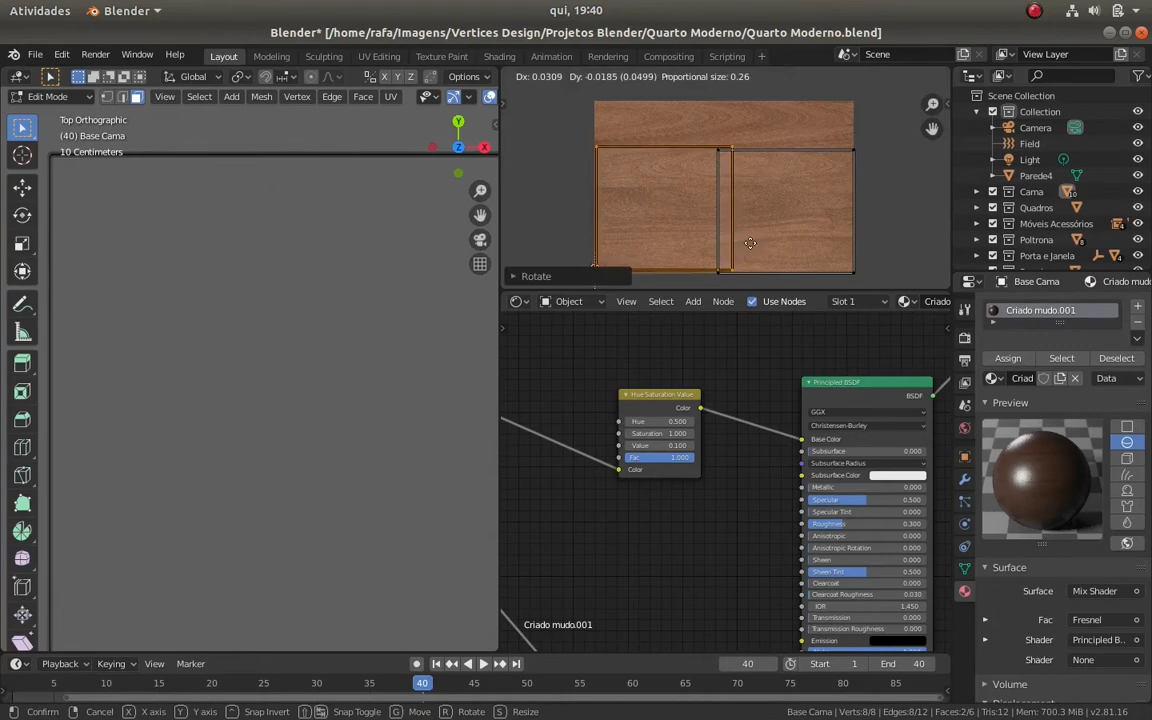 Atividades Blender qui, 19:40
Blender* [/home/rafa/Imagens/Vertices Design/Projetos Blender/Quarto Moderno/Quarto Moderno.blend]
File Edit Render Window Help Layout Modeling Sculpting UV Editing Texture Paint Shading Animation Rendering Compositing Scripting Scene View Layer
Global X Y Z Options
Dx: 0.0309 Dy: -0.0185 (0.0499) Proportional size: 0.26
Edit Mode View Select Add Mesh Vertex Edge Face UV
Top Orthographic
(40) Base Cama
10 Centimeters
Y
Z
X
Rotate
Scene Collection
Collection
Camera
Field
Light
Parede4
Cama 10
Quadros
Móveis Acessórios 4
Poltrona 8
Porta e Janela 4
Object View Select Add Node Use Nodes Slot 1 Criado
Base Cama Criado mud
Criado mudo.001
Assign Select Deselect
Criad Data
Preview
Hue Saturation Value
Color
Hue 0.500
Saturation 1.000
Value 0.100
Fac 1.000
Color
Principled BSDF
BSDF
GGX
Christensen-Burley
Base Color
Subsurface 0.000
Subsurface Radius
Subsurface Color
Metallic 0.000
Specular 0.500
Specular Tint 0.000
Roughness 0.300
Anisotropic 0.000
Anisotropic Rotation 0.000
Sheen 0.000
Sheen Tint 0.500
Clearcoat 0.000
Clearcoat Roughness 0.030
IOR 1.450
Transmission 0.000
Transmission Roughness 0.000
Emission
Criado mudo.001
Surface
Surface Mix Shader
Fac Fresnel
Shader Principled B...
Shader None
Volume
Playback Keying View Marker 40 Start 1 End 40
5 10 15 20 25 30 35 40 45 50 55 60 65 70 75 80 85 90 95 100
Confirm Cancel X X axis Y Y axis Snap Invert Snap Toggle G Move R Rotate S Resize Base Cama | Verts:8/8 | Edges:8/12 | Faces:2/6 | Tris:12 | Mem: 700.3 MiB | v2.81.16